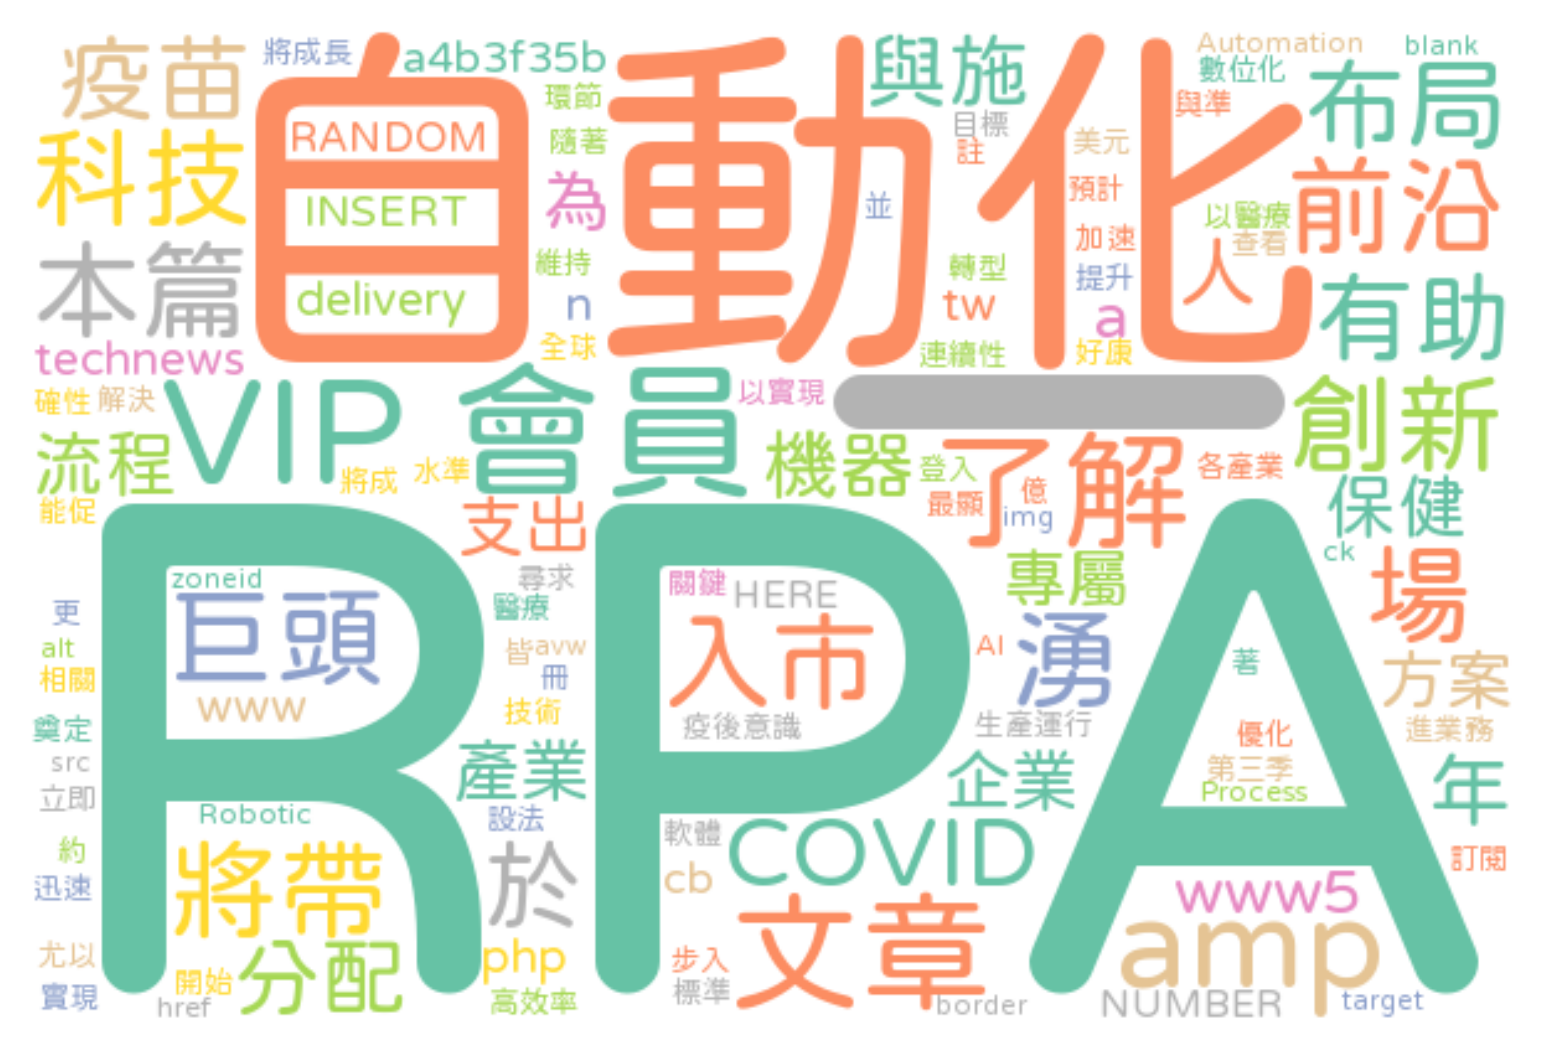 疫苗
將成長
a4b3f35b
自動化
與施
Automation
blank
數位化
布局
環節
與準
RANDOM
隨著
目標
註
美元
科技
為
預計
前沿
INSERT
並
以醫療
查看
加速
人
本篇
維持
轉型
提升
有助
delivery
n
tw
a
technews
全球
連續性
好康
確性
解決
VIP
會員
以實現
一
創新
流程
將成
水準
機器
登入
了解
各產業
能促
支出
最顯
億
img
保健
RPA
ck
zoneid
尋求
關鍵
HERE
專屬
場
更
巨頭
醫療
入市
湧
alt
皆
avw
AI
著
相關
冊
方案
www
技術
疫後意識
生產運行
奠定
優化
進業務
src
產業
企業
第三季
年
立即
Process
Robotic
設法
軟體
COVID
約
將帶
於
訂閱
迅速
cb
文章
www5
尤以
分配
php
步入
amp
開始
實現
href
高效率
標準
border
NUMBER
target